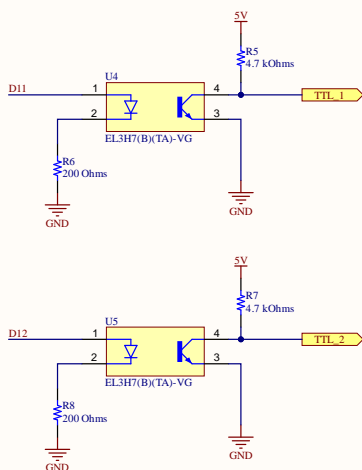 5V
R5
4.7 kOhms
U4
D11
1
4
TTL_1
2
3
EL3H7(B)(TA)-VG
R6
200 Ohms
GND
GND
5V
R7
4.7 kOhms
U5
D12
1
4
TTL_2
2
3
EL3H7(B)(TA)-VG
R8
200 Ohms
GND
GND